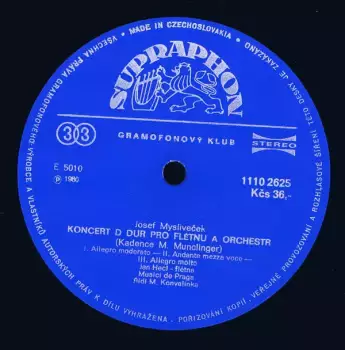 • MADE IN CZECHOSLOVAKIA •
VŠECHNA PRÁVA GRAMOFONOVÉHO VÝROBCE A VLASTNÍKŮ AUTORSKÝCH PRÁV K DÍLU VYHRAŽENA. POŘIZOVÁNÍ KOPIÍ, VEŘEJNÉ PROVOZOVÁNÍ A ROZHLASOVÉ ŠÍŘENÍ TÉTO DESKY JE ZAKÁZÁNO
SUPRAPHON
33
GRAMOFONOVÝ KLUB
STEREO
E 5010
℗ 1980
1110 2625
Kčs 36,-
Josef Mysliveček
KONCERT D DUR PRO FLÉTNU A ORCHESTR
(Kadence M. Munclinger)
I. Allegro moderato — II. Andante mezza voce —
III. Allegro molto
Jan Hecl - flétna
Musici de Praga
Řídí M. Konvalinka